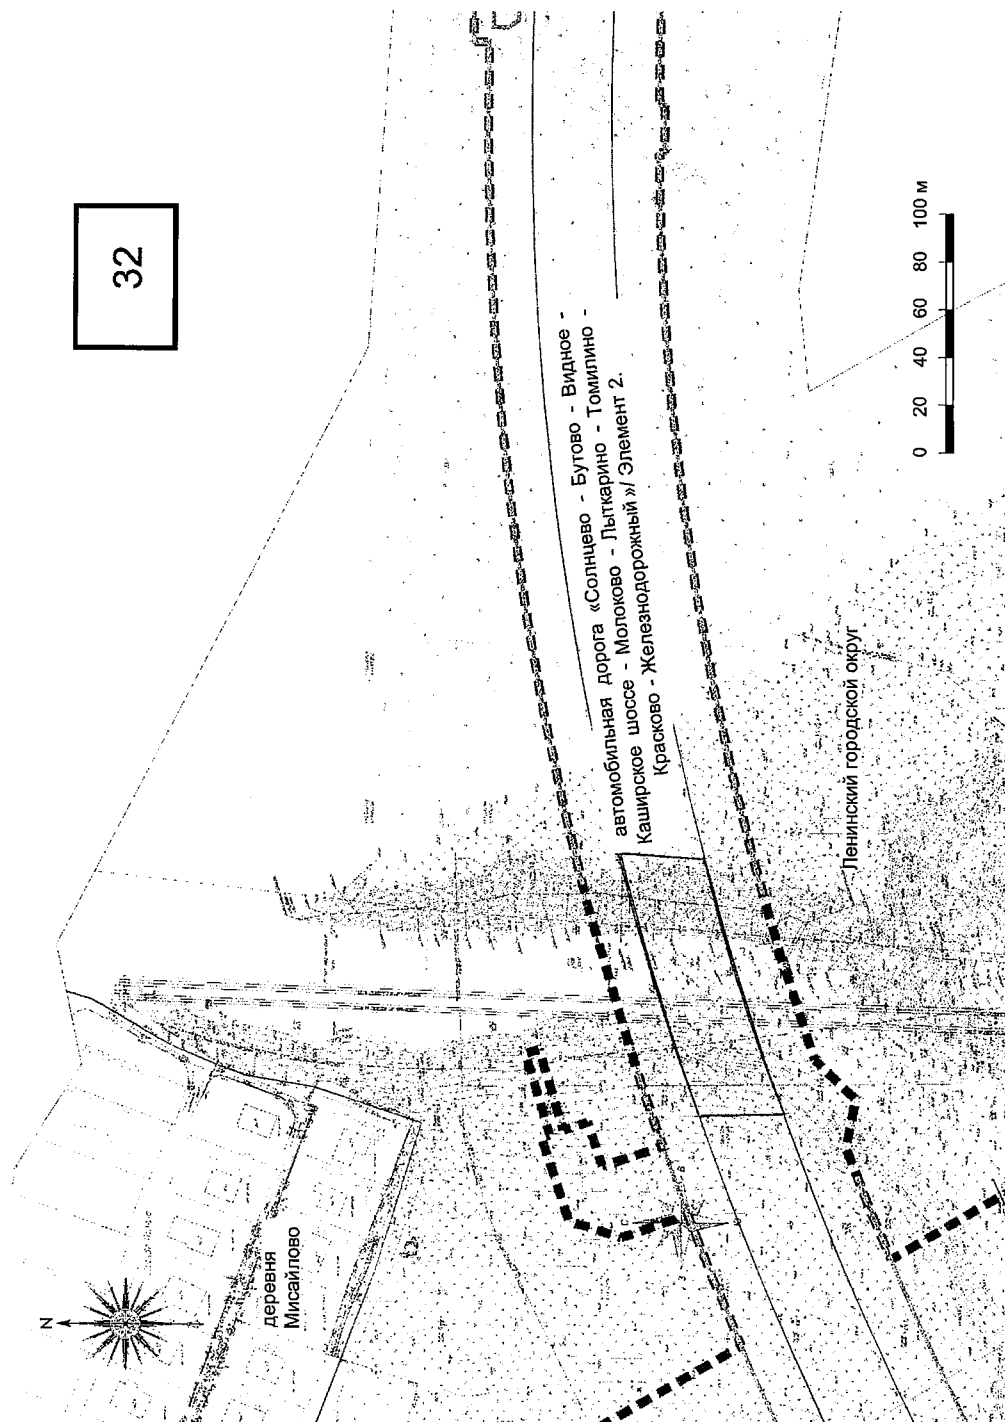 32
N
деревня
Мисайлово
автомобильная дорога «Солнцево - Бутово - Видное -
Каширское шоссе - Молоково - Лыткарино - Томилино -
Красково - Железнодорожный »/ Элемент 2.
Ленинский городской округ
0 20 40 60 80 100 м